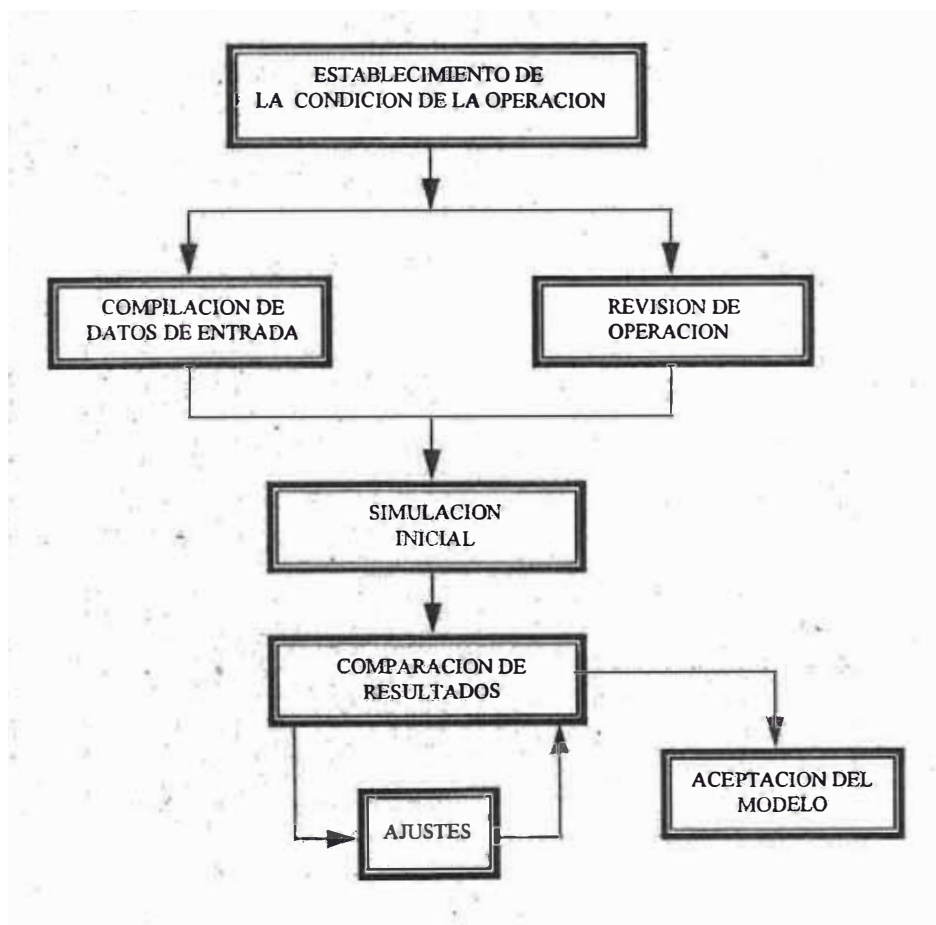 ESTABLECIMIENTO DE
LA CONDICION DE LA OPERACION
COMPILACION DE
DATOS DE ENTRADA
REVISION DE
OPERACION
SIMULACION
INICIAL
COMPARACION DE
RESULTADOS
ACEPTACION DEL
MODELO
AJUSTES